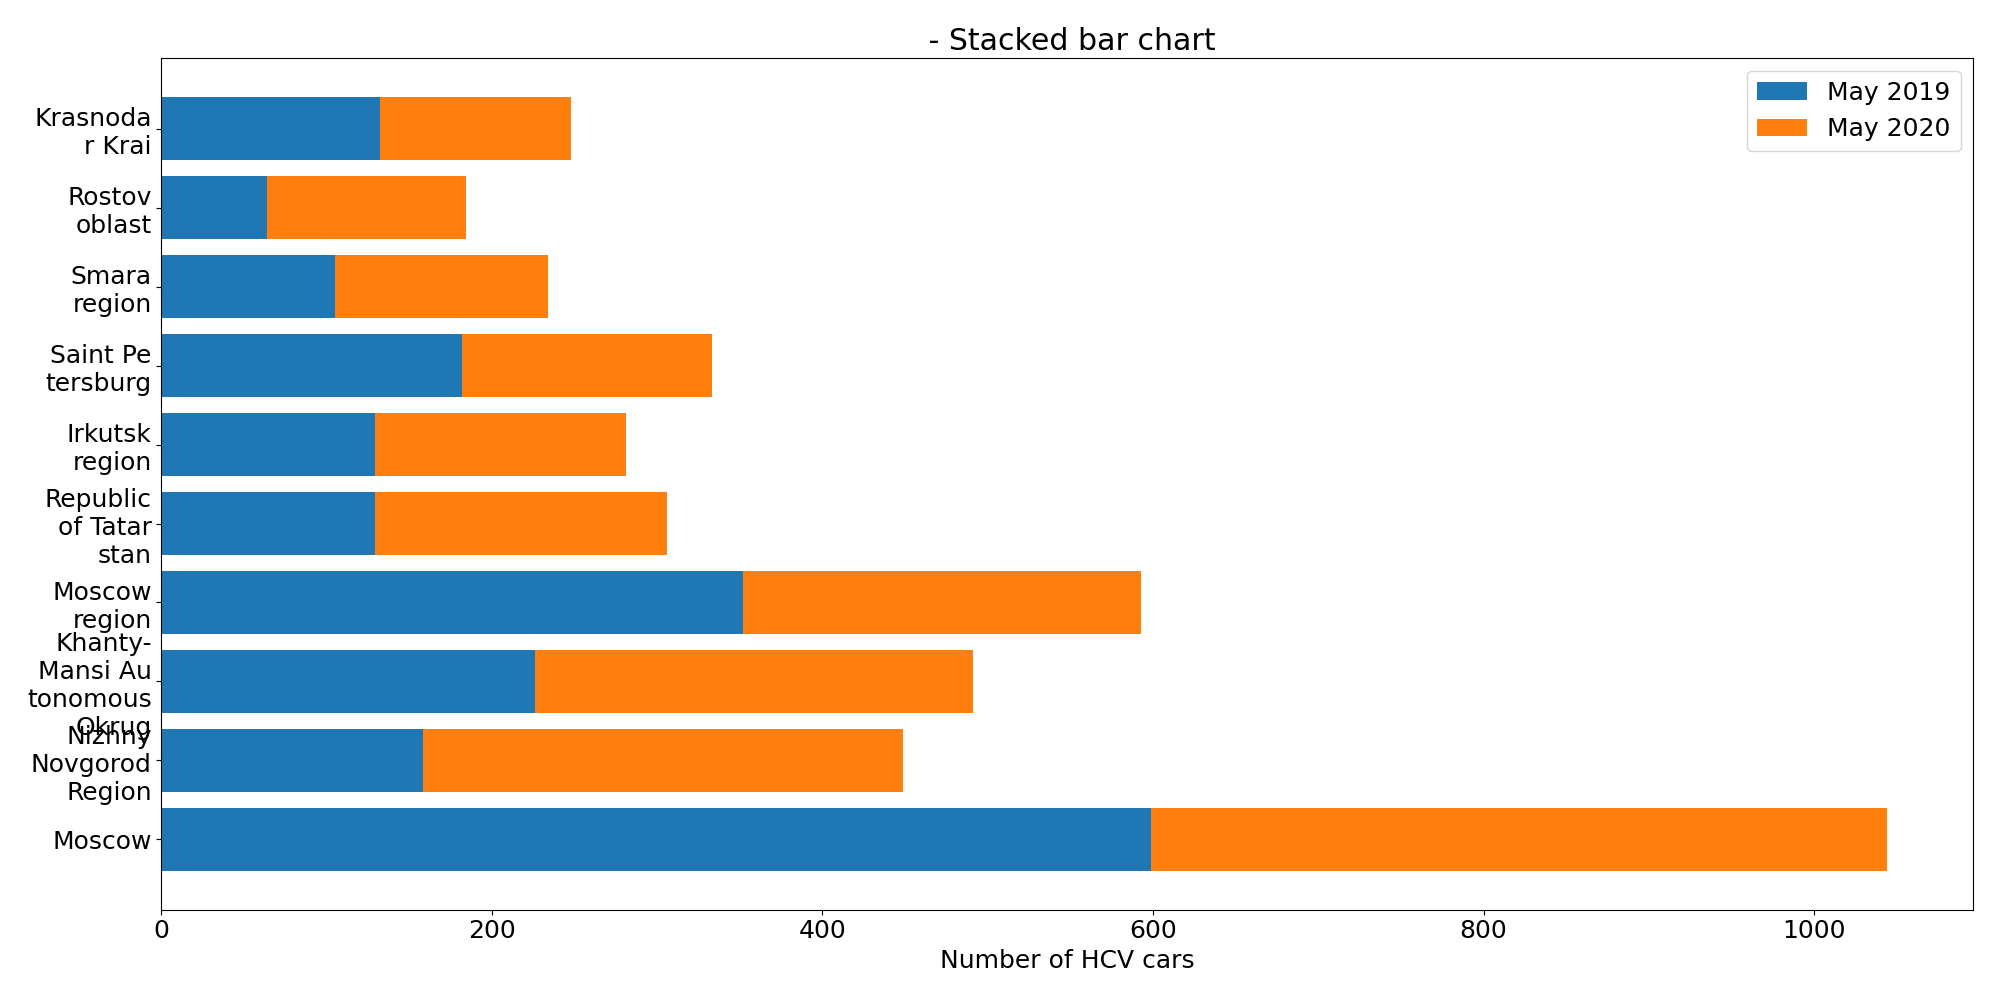 - Stacked bar chart
May 2019
May 2020
Krasnoda
r Krai
Rostov
oblast
Smara
region
Saint Pe
tersburg
Irkutsk
region
Republic
of Tatar
stan
Moscow
region
Khanty-
Mansi Au
tonomous
Okrug
Nizhny
Novgorod
Region
Moscow
0 200 400 600 800 1000
Number of HCV cars